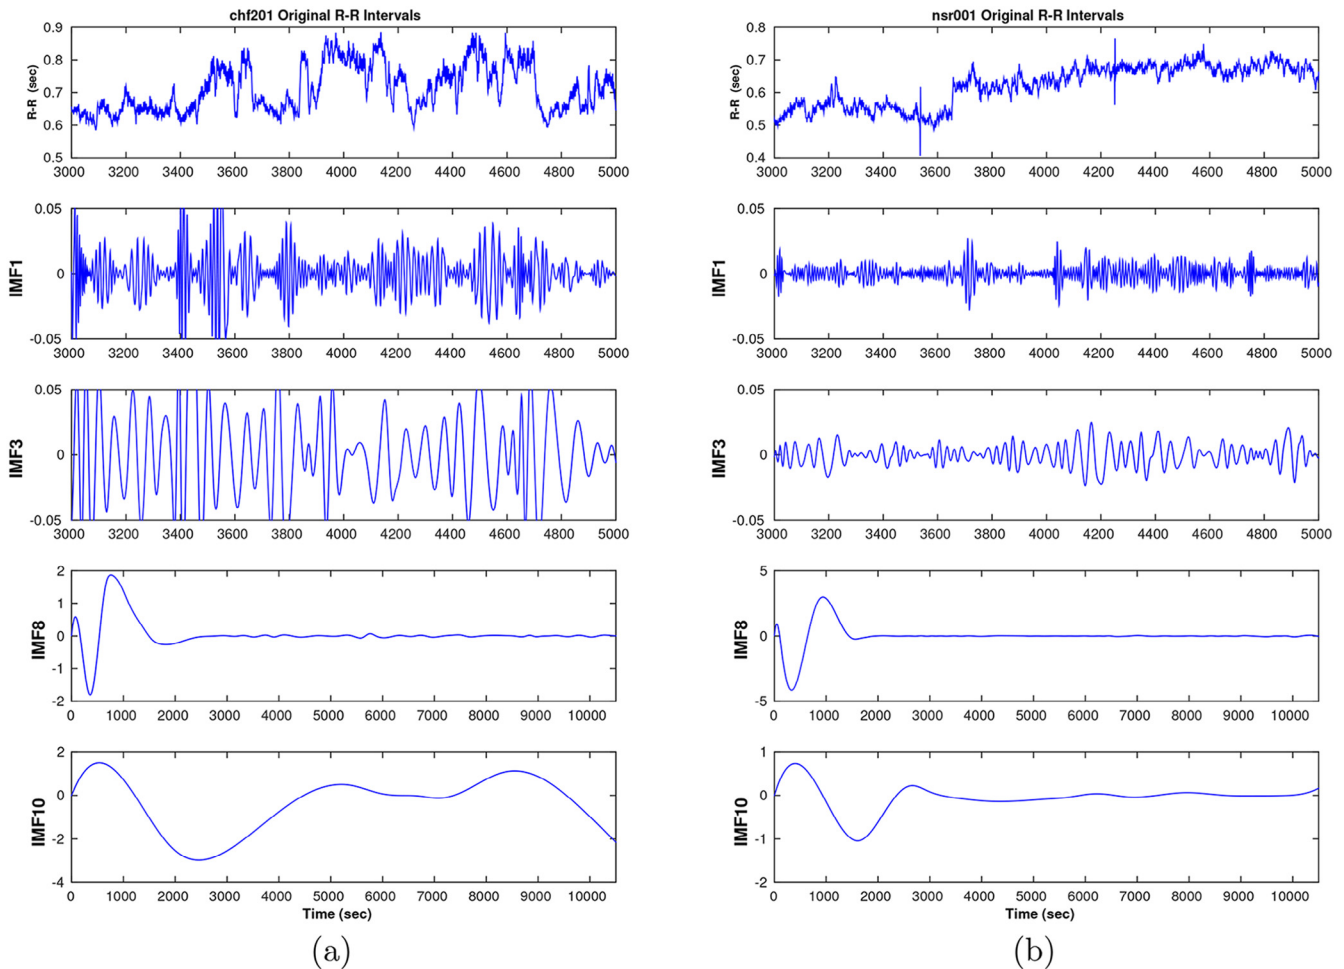 chf201 Original R-R Intervals
R-R (sec)
0.9
0.8
0.7
0.6
0.5
3000 3200 3400 3600 3800 4000 4200 4400 4600 4800 5000
IMF1
0.05
0
-0.05
3000 3200 3400 3600 3800 4000 4200 4400 4600 4800 5000
IMF3
0.05
0
-0.05
3000 3200 3400 3600 3800 4000 4200 4400 4600 4800 5000
IMF8
2
1
0
-1
-2
0 1000 2000 3000 4000 5000 6000 7000 8000 9000 10000
IMF10
2
0
-2
-4
0 1000 2000 3000 4000 5000 6000 7000 8000 9000 10000
Time (sec)
(a)
nsr001 Original R-R Intervals
R-R (sec)
0.8
0.7
0.6
0.5
0.4
3000 3200 3400 3600 3800 4000 4200 4400 4600 4800 5000
IMF1
0.05
0
-0.05
3000 3200 3400 3600 3800 4000 4200 4400 4600 4800 5000
IMF3
0.05
0
-0.05
3000 3200 3400 3600 3800 4000 4200 4400 4600 4800 5000
IMF8
5
0
-5
0 1000 2000 3000 4000 5000 6000 7000 8000 9000 10000
IMF10
1
0
-1
-2
0 1000 2000 3000 4000 5000 6000 7000 8000 9000 10000
Time (sec)
(b)